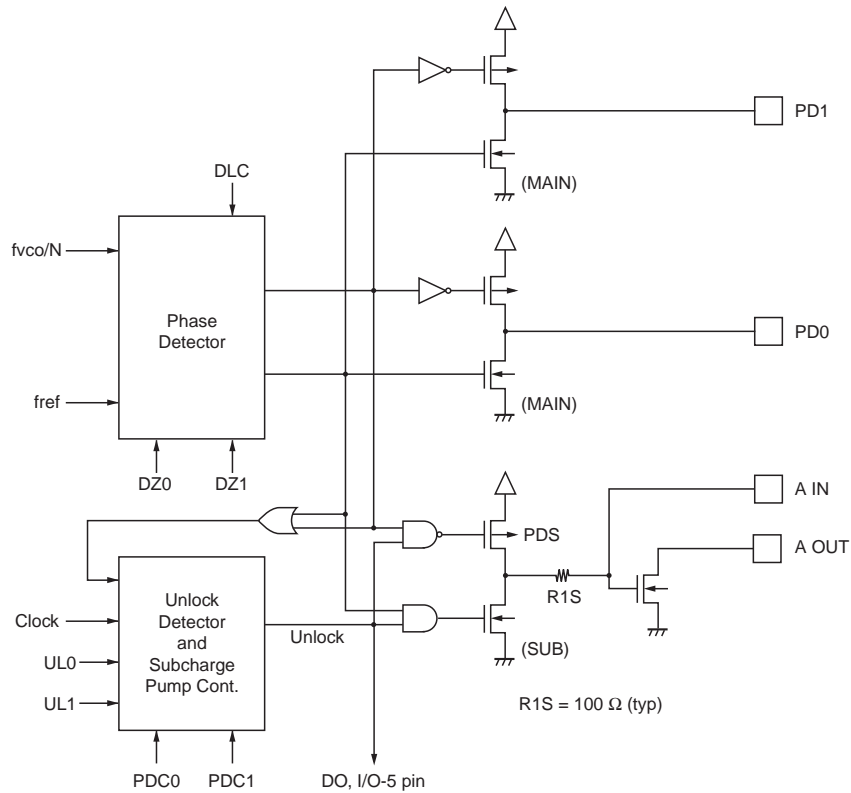 PD1
(MAIN)
DLC
fvco/N
Phase
Detector
PD0
fref
(MAIN)
DZ0
DZ1
A IN
PDS
A OUT
R1S
Unlock
Detector
and
Subcharge
Pump Cont.
Clock
Unlock
UL0
(SUB)
UL1
R1S = 100 Ω (typ)
PDC0
PDC1
DO, I/O-5 pin